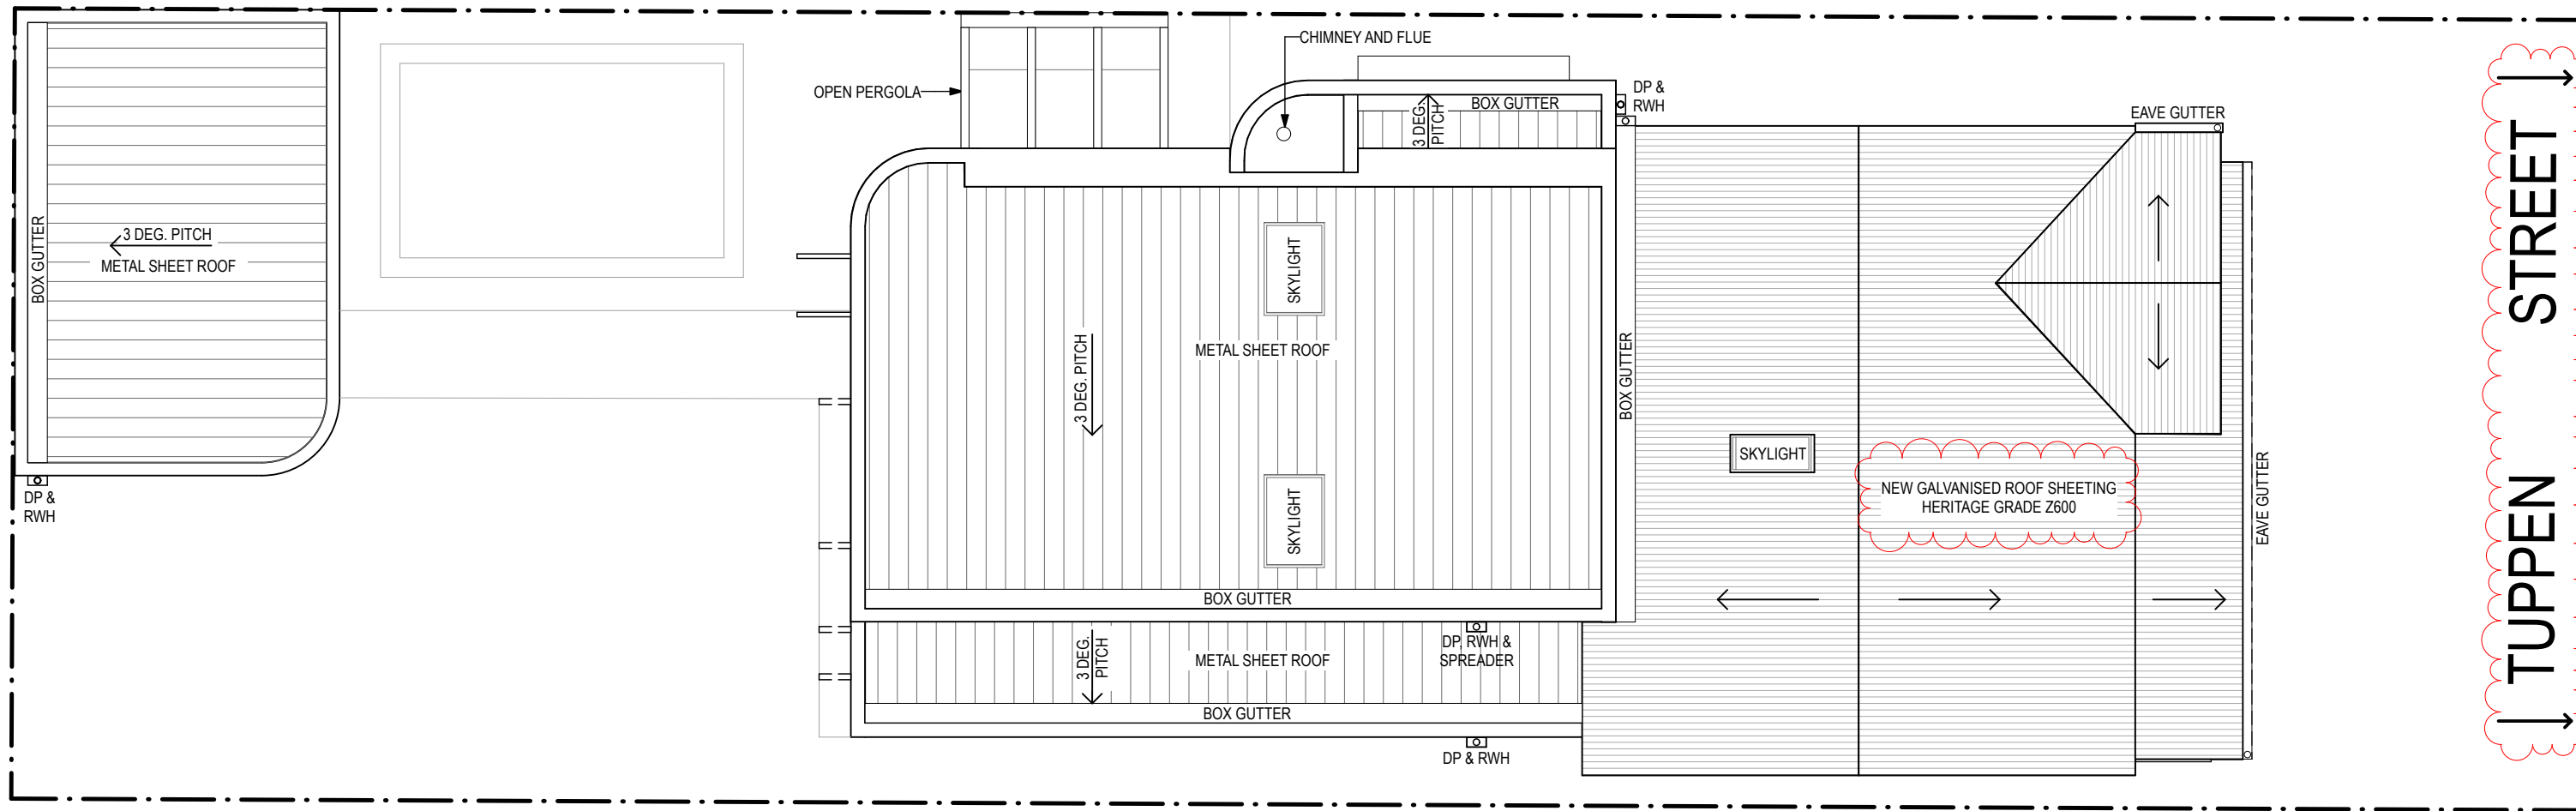 BOX GUTTER
3 DEG. PITCH
METAL SHEET ROOF
DP &
RWH
OPEN PERGOLA
CHIMNEY AND FLUE
3 DEG.
PITCH
BOX GUTTER
DP &
RWH
SKYLIGHT
3 DEG. PITCH
METAL SHEET ROOF
SKYLIGHT
BOX GUTTER
BOX GUTTER
3 DEG.
PITCH
METAL SHEET ROOF
DP, RWH &
SPREADER
BOX GUTTER
DP & RWH
EAVE GUTTER
SKYLIGHT
NEW GALVANISED ROOF SHEETING
HERITAGE GRADE Z600
EAVE GUTTER
TUPPEN STREET